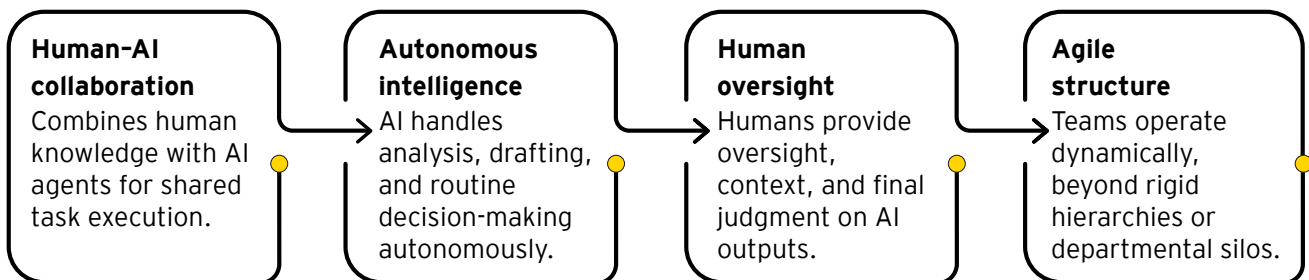 Human-AI
collaboration
Combines human
knowledge with AI
agents for shared
task execution.
Autonomous
intelligence
AI handles
analysis, drafting,
and routine
decision-making
autonomously.
Human
oversight
Humans provide
oversight,
context, and final
judgment on AI
outputs.
Agile
structure
Teams operate
dynamically,
beyond rigid
hierarchies or
departmental silos.